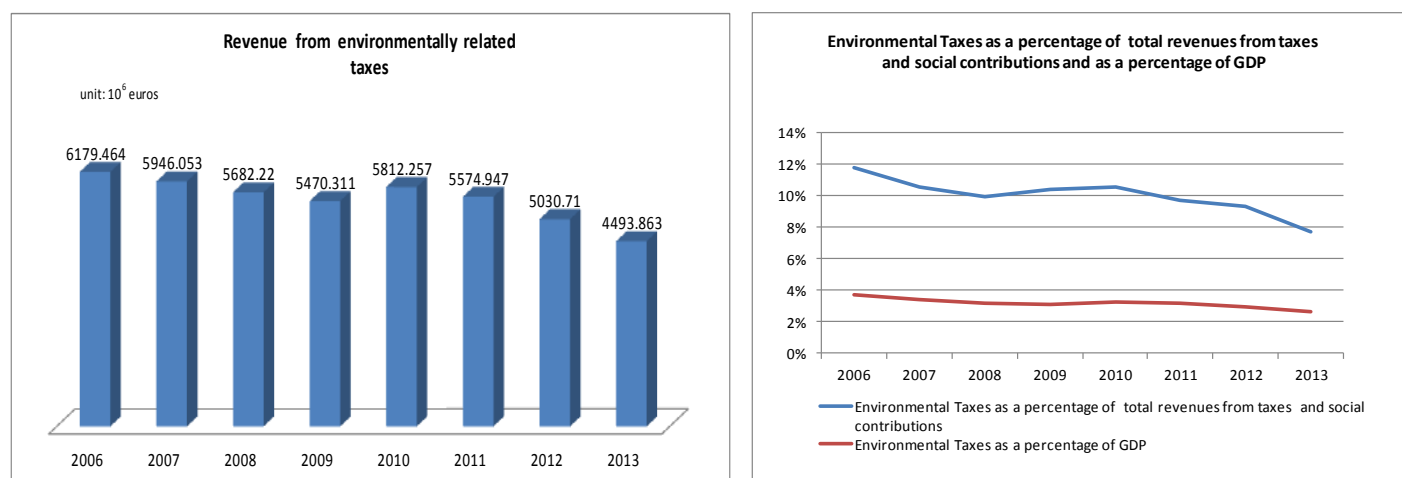 Revenue from environmentally related
taxes
unit: 10⁶ euros
6179.464
5946.053
5682.22
5470.311
5812.257
5574.947
5030.71
4493.863
2006 2007 2008 2009 2010 2011 2012 2013
Environmental Taxes as a percentage of total revenues from taxes
and social contributions and as a percentage of GDP
14%
12%
10%
8%
6%
4%
2%
0%
2006 2007 2008 2009 2010 2011 2012 2013
Environmental Taxes as a percentage of total revenues from taxes and social
contributions
Environmental Taxes as a percentage of GDP